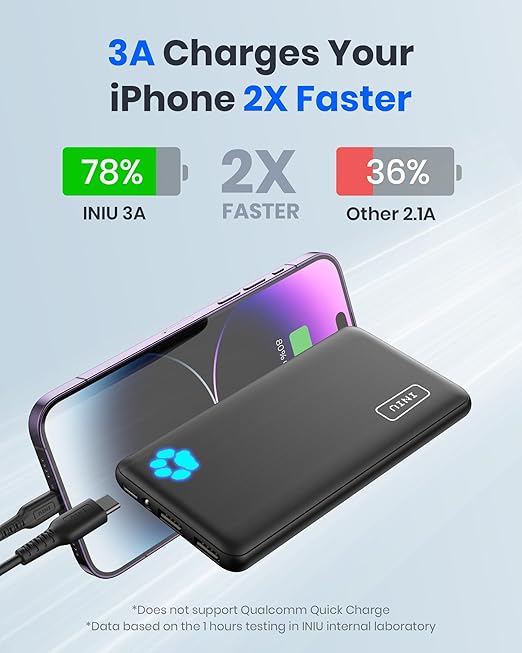 3A Charges Your
iPhone 2X Faster
78%
INIU 3A
2X
FASTER
36%
Other 2.1A
80%
INIU
INIU
*Does not support Qualcomm Quick Charge
*Data based on the 1 hours testing in INIU internal laboratory